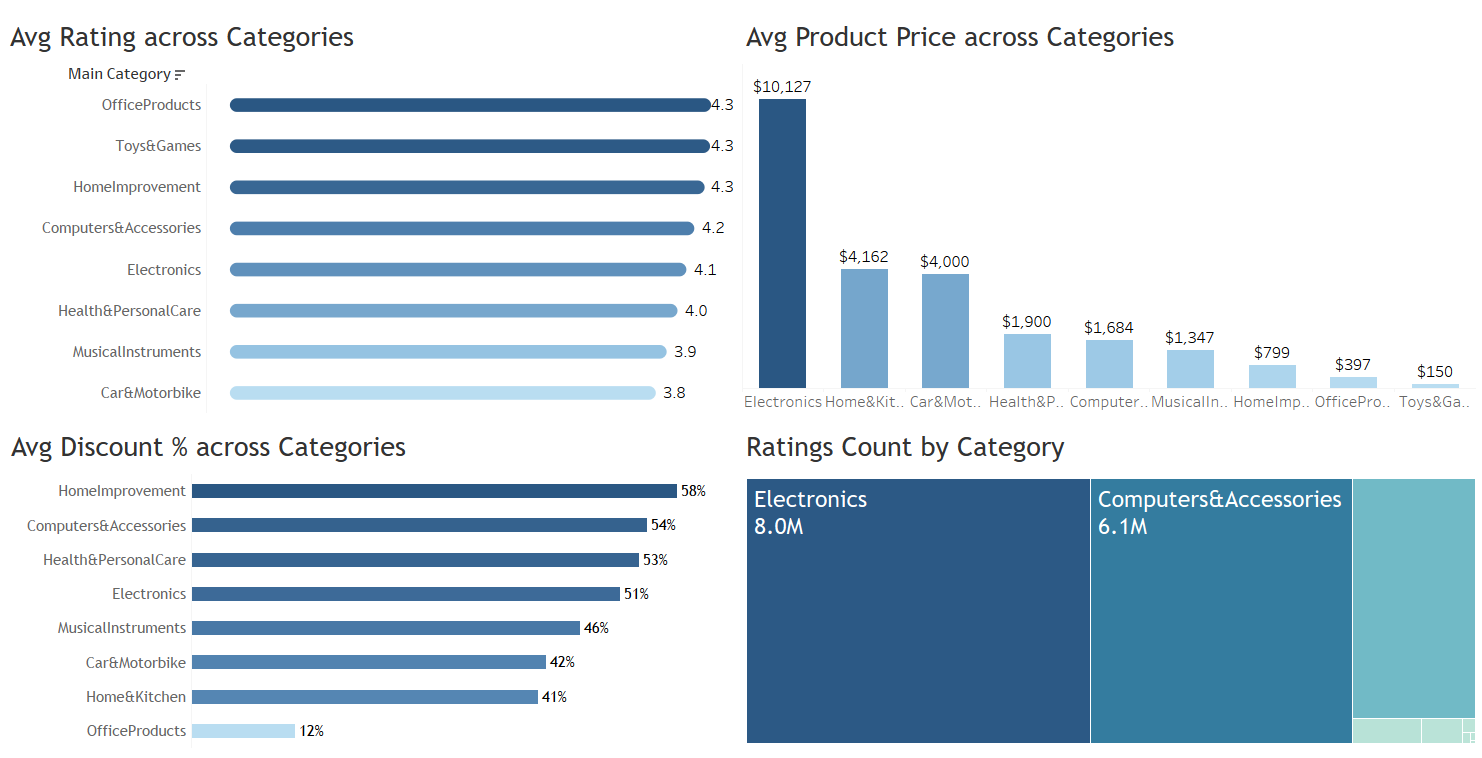 Avg Rating across Categories
Main Category
OfficeProducts 4.3
Toys&Games 4.3
HomeImprovement 4.3
Computers&Accessories 4.2
Electronics 4.1
Health&PersonalCare 4.0
MusicalInstruments 3.9
Car&Motorbike 3.8
Avg Product Price across Categories
$10,127
$4,162
$4,000
$1,900
$1,684
$1,347
$799
$397
$150
Electronics Home&Kit.. Car&Mot.. Health&P.. Computer.. MusicalIn.. HomeImp.. OfficePro.. Toys&Ga..
Avg Discount % across Categories
HomeImprovement 58%
Computers&Accessories 54%
Health&PersonalCare 53%
Electronics 51%
MusicalInstruments 46%
Car&Motorbike 42%
Home&Kitchen 41%
OfficeProducts 12%
Ratings Count by Category
Electronics
8.0M
Computers&Accessories
6.1M